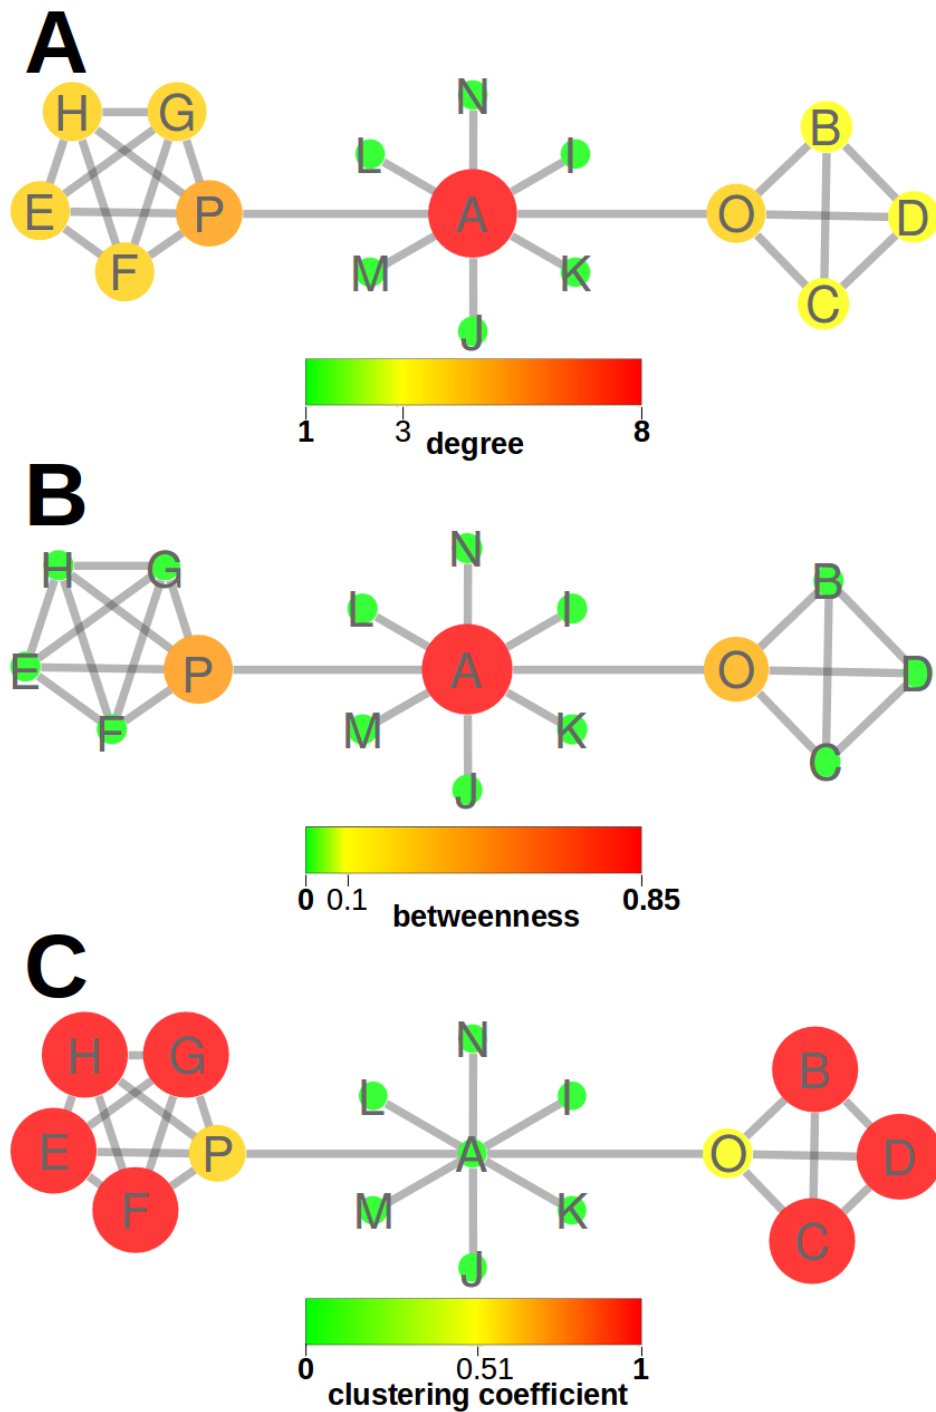 A
N
H G
L I
B
E P A O D
F
M K
C
J
1 3 8
degree
B
N
H G
L I
B
E P A O D
F
M K
C
J
0 0.1 0.85
betweenness
C
N
H G
B
L I
E P A O D
F
M K
C
J
0 0.51 1
clustering coefficient